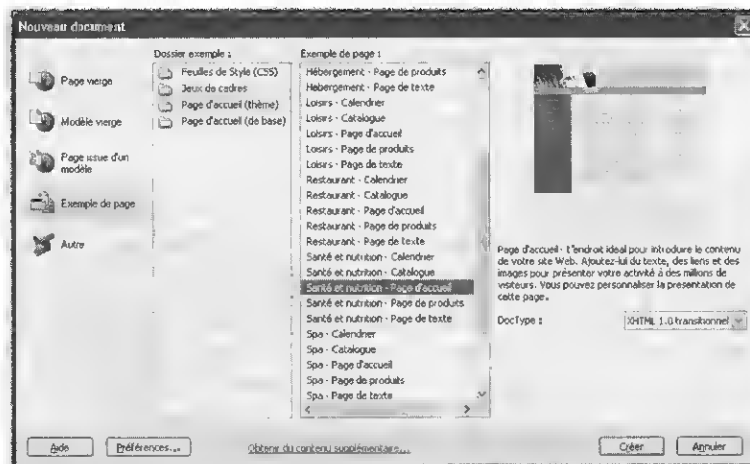 Nouveau document
Page vierge
Modèle vierge
Page issue d'un
modèle
Exemple de page
Autre
Dossier exemple :
Feuilles de Style (CSS)
Jeux de cadres
Page d'accueil (thème)
Page d'accueil (de base)
Exemple de page :
Hébergement - Page de produits
Hébergement - Page de texte
Loisirs - Calendrier
Loisirs - Catalogue
Loisirs - Page d'accueil
Loisirs - Page de produits
Loisirs - Page de texte
Restaurant - Calendrier
Restaurant - Catalogue
Restaurant - Page d'accueil
Restaurant - Page de produits
Restaurant - Page de texte
Santé et nutrition - Calendrier
Santé et nutrition - Catalogue
Santé et nutrition - Page d'accueil
Santé et nutrition - Page de produits
Santé et nutrition - Page de texte
Spa - Calendrier
Spa - Catalogue
Spa - Page d'accueil
Spa - Page de produits
Spa - Page de texte
Page d'accueil - L'endroit idéal pour introduire le contenu
de votre site Web. Ajoutez-lui du texte, des liens et des
images pour présenter votre activité à des millions de
visiteurs. Vous pouvez personnaliser la présentation de
cette page.
DocType :
XHTML 1.0 transitionnel
Aide
Préférences...
Obtenir du contenu supplémentaire...
Créer
Annuler